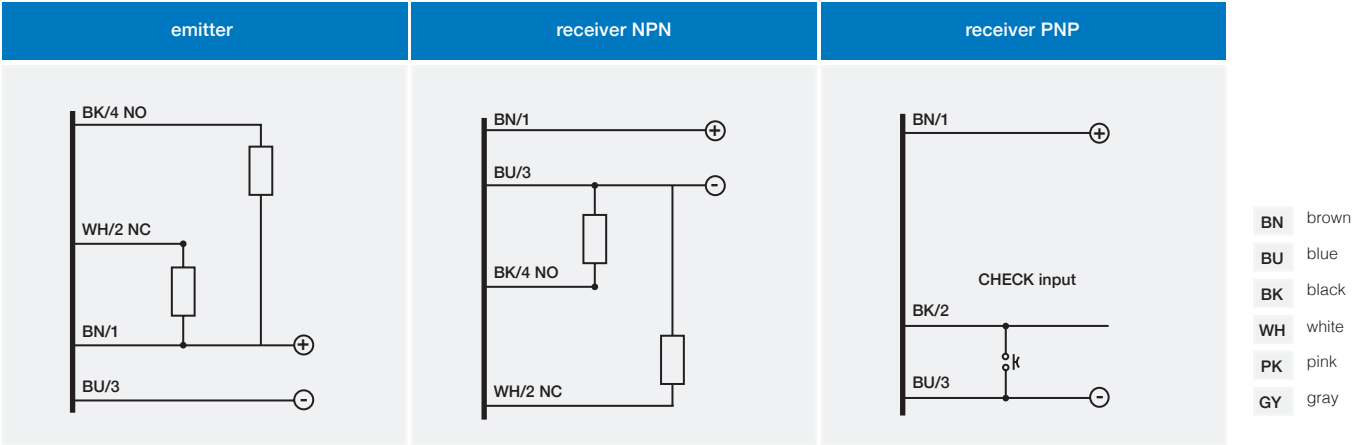 emitter
receiver NPN
receiver PNP
BK/4 NO
WH/2 NC
BN/1
+
BU/3
-
BN/1
+
BU/3
-
BK/4 NO
WH/2 NC
BN/1
+
CHECK input
BK/2
BU/3
-
BN brown
BU blue
BK black
WH white
PK pink
GY gray